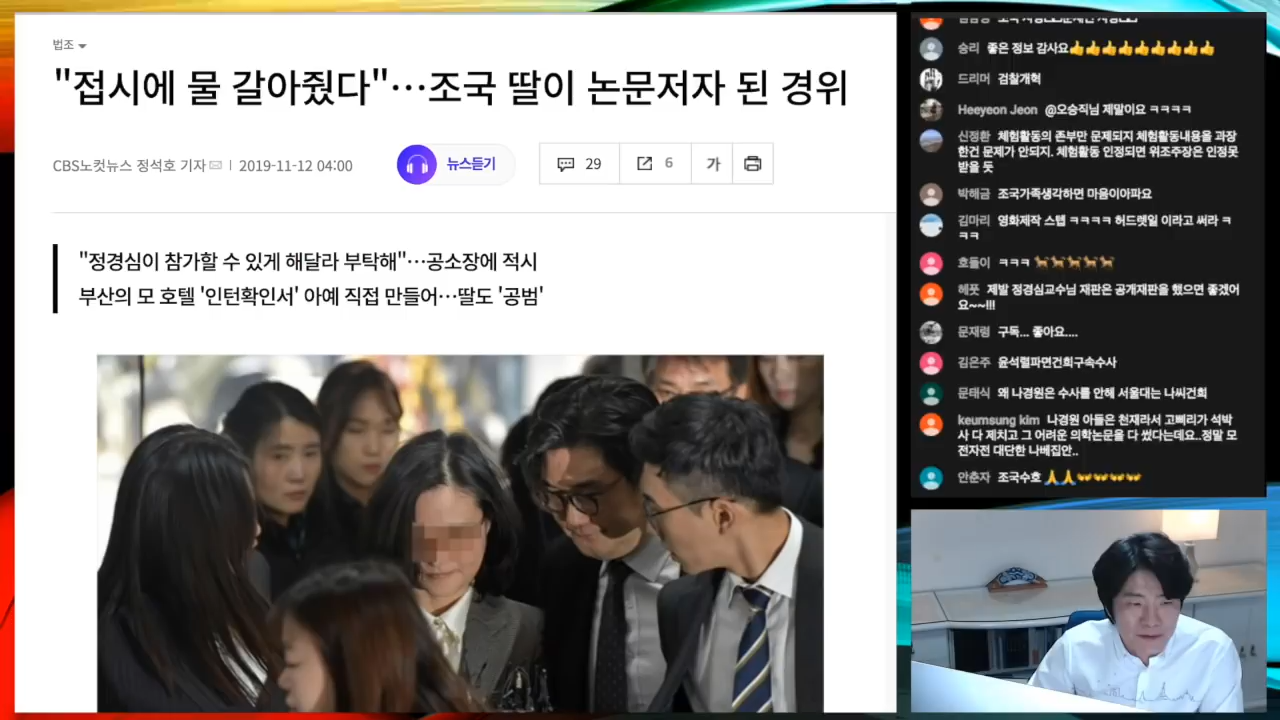 법조
"접시에 물 갈아줬다"…조국 딸이 논문저자 된 경위
CBS노컷뉴스 정석호 기자 | 2019-11-12 04:00
뉴스듣기
29
6
가
"정경심이 참가할 수 있게 해달라 부탁해"…공소장에 적시
부산의 모 호텔 '인턴확인서' 아예 직접 만들어…딸도 '공범'
승리 좋은 정보 감사요👍👍👍👍👍👍👍👍👍
드리머 검찰개혁
Heeyeon Jeon @오승직님 제말이요 ㅋㅋㅋㅋ
신정환 체험활동의 존부만 문제되지 체험활동내용을 과장
한건 문제가 안되지. 체험활동 인정되면 위조주장은 인정못
받을 듯
박해금 조국가족생각하면 마음이아파요
김마리 영화제작 스텝 ㅋㅋㅋㅋ 허드렛일 이라고 써라 ㅋ
ㅋㅋ
호돌이 ㅋㅋㅋ 🐕🐕🐕🐕🐕
헤풋 제발 정경심교수님 재판은 공개재판을 했으면 좋겠어
요~~!!!
문재령 구독... 좋아요....
김은주 윤석렬파면건희구속수사
문태식 왜 나경원은 수사를 안해 서울대는 나씨건희
keumsung kim 나경원 아들은 천재라서 고삐리가 석박
사 다 제치고 그 어려운 의학논문을 다 썼다는데요..정말 모
전자전 대단한 나베집안..
안춘자 조국수호 🙏🙏👐👐👐👐